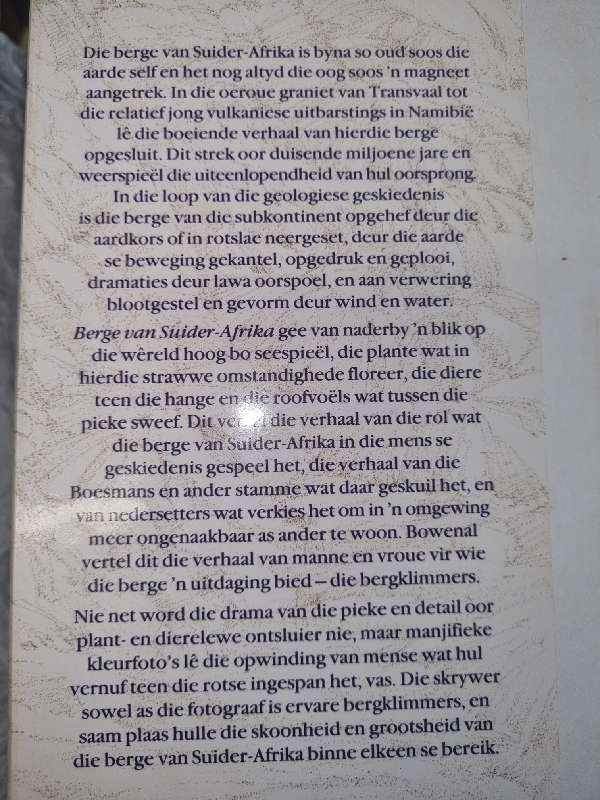 Die berge van Suider-Afrika is byna so oud soos die
aarde self en het nog altyd die oog soos 'n magneet
aangetrek. In die oeroue graniet van Transvaal tot
die relatief jong vulkaniese uitbarstings in Namibië
lê die boeiende verhaal van hierdie berge
opgesluit. Dit strek oor duisende miljoene jare en
weerspieël die uiteenlopendheid van hul oorsprong.
In die loop van die geologiese geskiedenis
is die berge van die subkontinent opgehef deur die
aardkors of in rotslae neergeset, deur die aarde
se beweging gekantel, opgedruk en geplooi,
dramaties deur lawa oorspoel, en aan verwering
blootgestel en gevorm deur wind en water.
Berge van Suider-Afrika gee van naderby 'n blik op
die wêreld hoog bo seespieël, die plante wat in
hierdie strawwe omstandighede floreer, die diere
teen die hange en die roofvoëls wat tussen die
pieke sweef. Dit vertel die verhaal van die rol wat
die berge van Suider-Afrika in die mens se
geskiedenis gespeel het, die verhaal van die
Boesmans en ander stamme wat daar geskuil het, en
van nedersetters wat verkies het om in 'n omgewing
meer ongenaakbaar as ander te woon. Bowenal
vertel dit die verhaal van manne en vroue vir wie
die berge 'n uitdaging bied – die bergklimmers.
Nie net word die drama van die pieke en detail oor
plant- en dierelewe ontsluier nie, maar manjifieke
kleurfoto's lê die opwinding van mense wat hul
vernuf teen die rotse ingespan het, vas. Die skrywer
sowel as die fotograaf is ervare bergklimmers, en
saam plaas hulle die skoonheid en grootsheid van
die berge van Suider-Afrika binne elkeen se bereik.